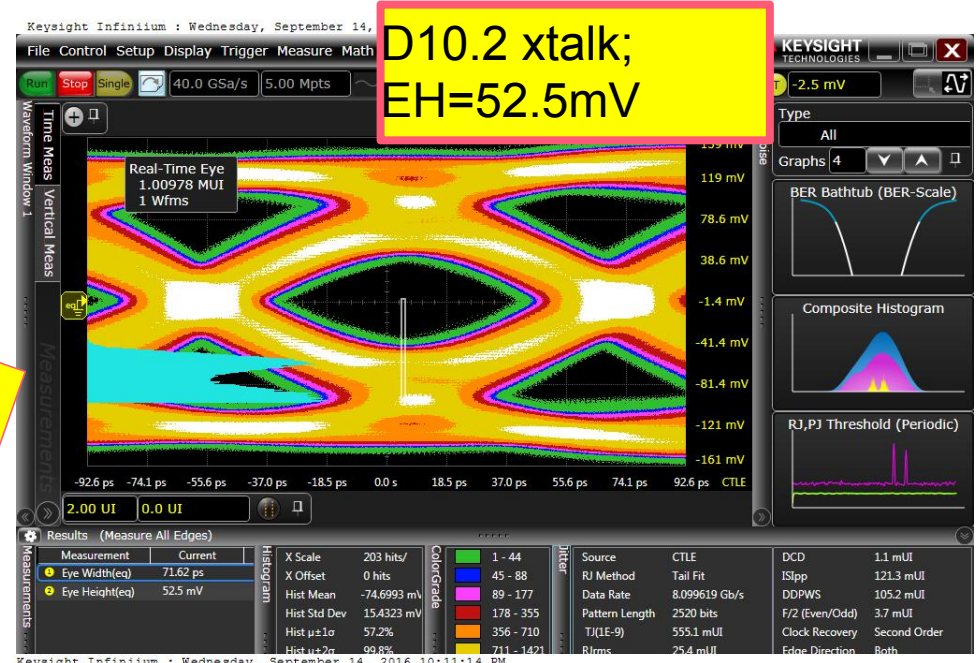 Keysight Infiniium : Wednesday, September 14,
D10.2 xtalk;
EH=52.5mV
KEYSIGHT
TECHNOLOGIES
File Control Setup Display Trigger Measure Math
Run Stop Single 40.0 GSa/s 5.00 Mpts
T -2.5 mV
Waveform Window 1
Time Meas
Vertical Meas
Measurements
Real-Time Eye
1.00978 MUI
1 Wfms
159 mV
119 mV
78.6 mV
38.6 mV
-1.4 mV
-41.4 mV
-81.4 mV
-121 mV
-161 mV
eq
-92.6 ps -74.1 ps -55.6 ps -37.0 ps -18.5 ps 0.0 s 18.5 ps 37.0 ps 55.6 ps 74.1 ps 92.6 ps CTLE
2.00 UI 0.0 UI
Type
All
Graphs 4
BER Bathtub (BER-Scale)
Composite Histogram
RJ,PJ Threshold (Periodic)
Results (Measure All Edges)
Measurements
Measurement Current
1 Eye Width(eq) 71.62 ps
2 Eye Height(eq) 52.5 mV
Histogram
X Scale 203 hits/
X Offset 0 hits
Hist Mean -74.6993 mV
Hist Std Dev 15.4323 mV
Hist μ±1σ 57.2%
Hist μ±2σ 99.8%
ColorGrade
1 - 44
45 - 88
89 - 177
178 - 355
356 - 710
711 - 1421
Jitter
Source CTLE
RJ Method Tail Fit
Data Rate 8.099619 Gb/s
Pattern Length 2520 bits
TJ(1E-9) 555.1 mUI
RJrms 25.4 mUI
DCD 1.1 mUI
ISIpp 121.3 mUI
DDPWS 105.2 mUI
F/2 (Even/Odd) 3.7 mUI
Clock Recovery Second Order
Edge Direction Both
Keysight Infiniium : Wednesday, September 14, 2016 10:11:14 PM